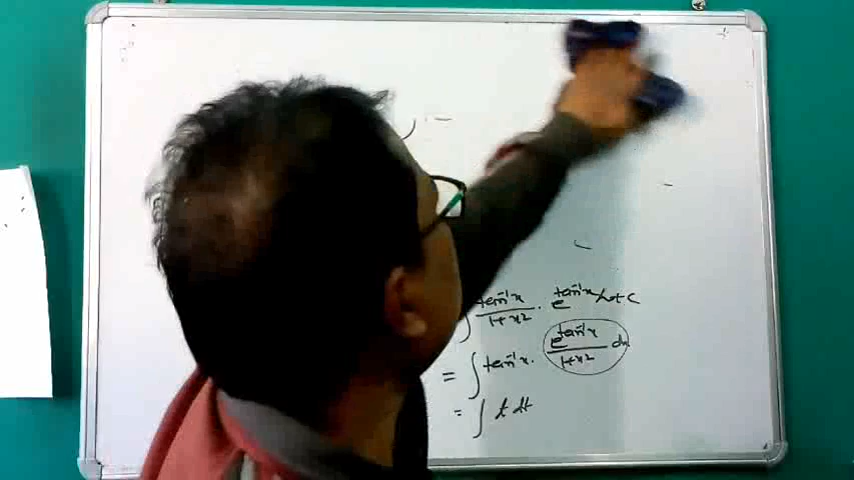 ∫ tan⁻¹x / 1+x² · e^tan⁻¹x + C
= ∫ tan⁻¹x · e^tan⁻¹x / 1+x² dx
= ∫ t dt